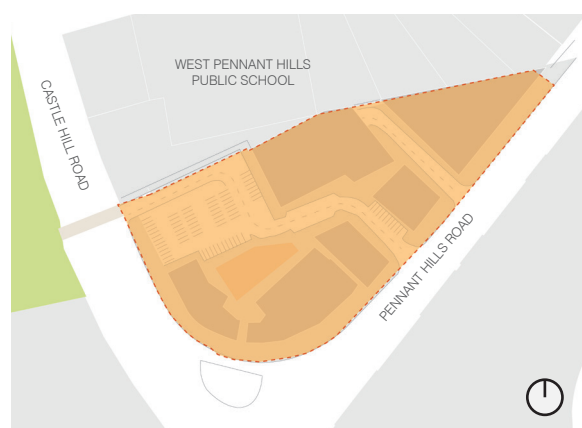 WEST PENNANT HILLS
PUBLIC SCHOOL
CASTLE HILL ROAD
PENNANT HILLS ROAD